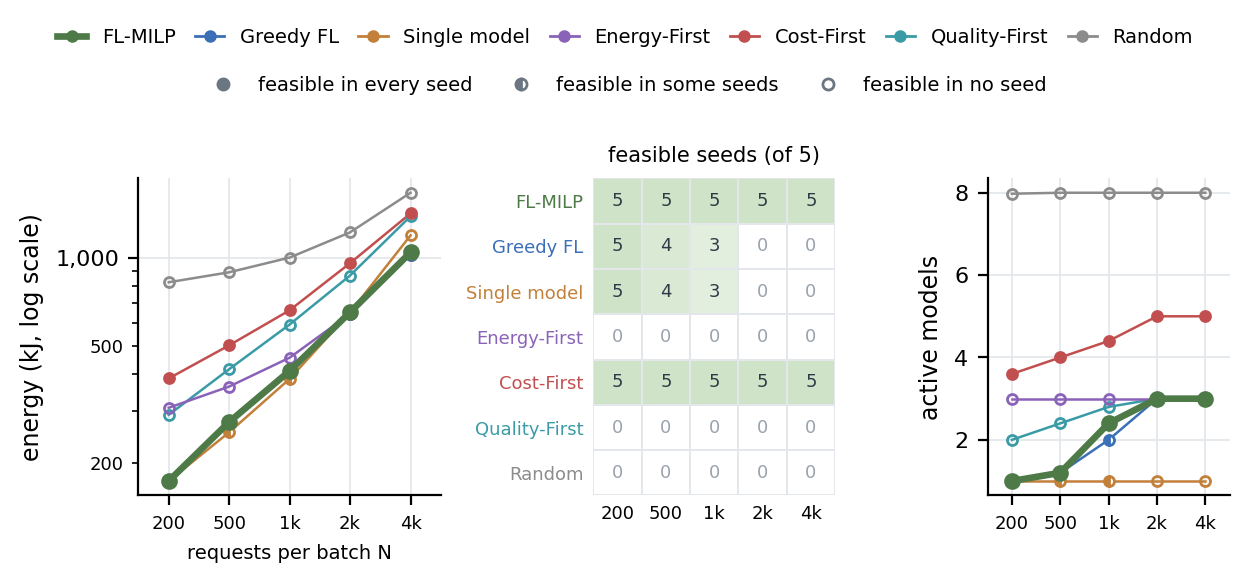 FL-MILP Greedy FL Single model Energy-First Cost-First Quality-First Random
feasible in every seed feasible in some seeds feasible in no seed
energy (kJ, log scale)
1,000
500
200
200 500 1k 2k 4k
requests per batch N
feasible seeds (of 5)
FL-MILP 5 5 5 5 5
Greedy FL 5 4 3 0 0
Single model 5 4 3 0 0
Energy-First 0 0 0 0 0
Cost-First 5 5 5 5 5
Quality-First 0 0 0 0 0
Random 0 0 0 0 0
200 500 1k 2k 4k
active models
8
6
4
2
200 500 1k 2k 4k